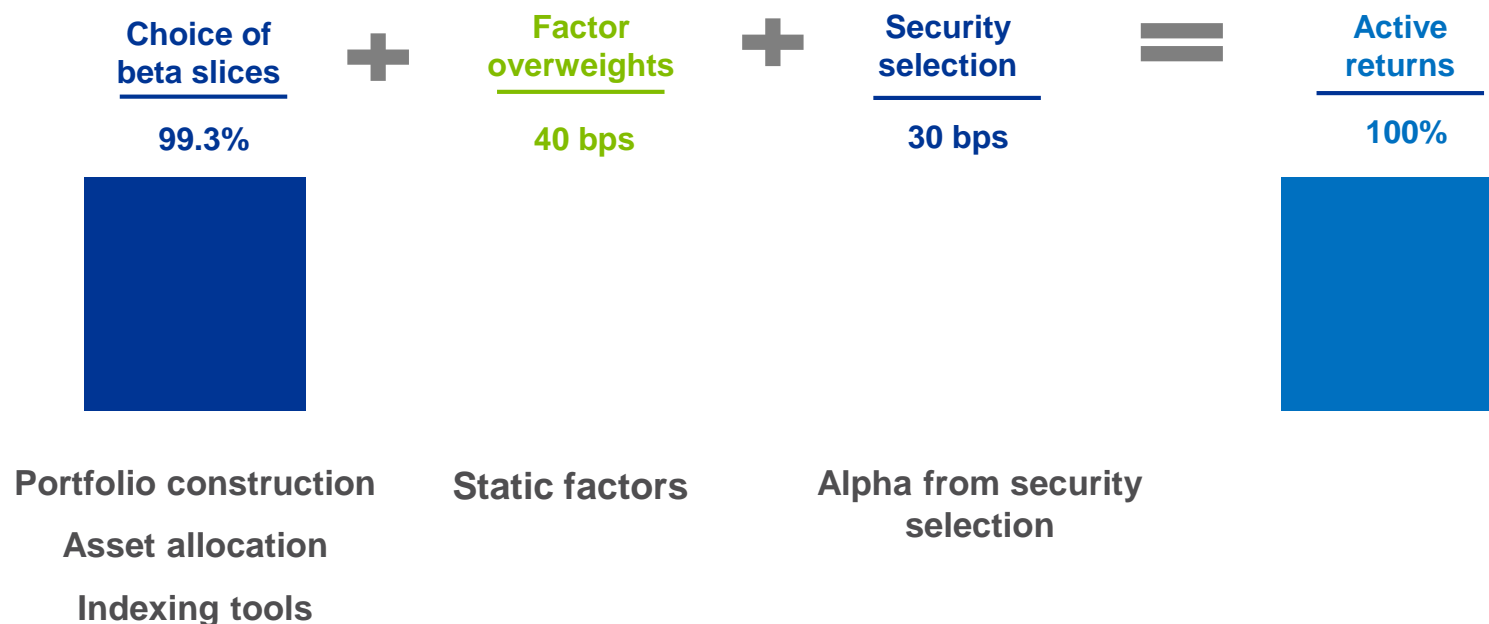 Choice of
beta slices
Factor
overweights
Security
selection
Active
returns
99.3%
40 bps
30 bps
100%
Portfolio construction
Asset allocation
Indexing tools
Static factors
Alpha from security
selection